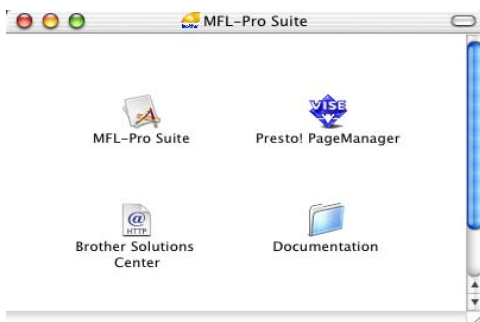 MFL-Pro Suite
VISE
MFL-Pro Suite
Presto! PageManager
@
HTTP
Brother Solutions
Center
Documentation